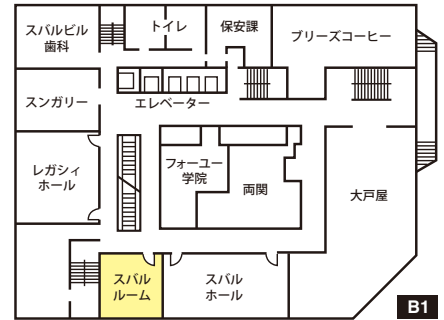 スバルビル
歯科
トイレ
保安課
ブリーズコーヒー
スンガリー
エレベーター
レガシィ
ホール
フォーユー
学院
両関
大戸屋
スバル
ルーム
スバル
ホール
B1